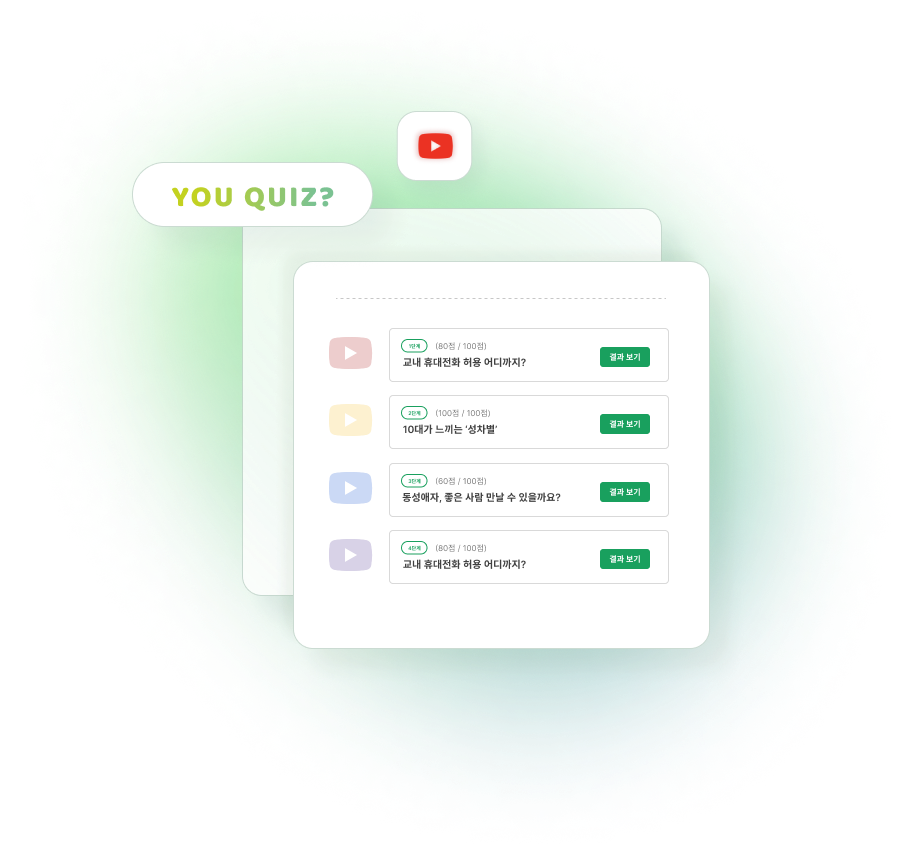 YOU QUIZ?
1단계 (80점 / 100점)
교내 휴대전화 허용 어디까지?
결과 보기
2단계 (100점 / 100점)
10대가 느끼는 ‘성차별’
결과 보기
3단계 (60점 / 100점)
동성애자, 좋은 사람 만날 수 있을까요?
결과 보기
4단계 (80점 / 100점)
교내 휴대전화 허용 어디까지?
결과 보기